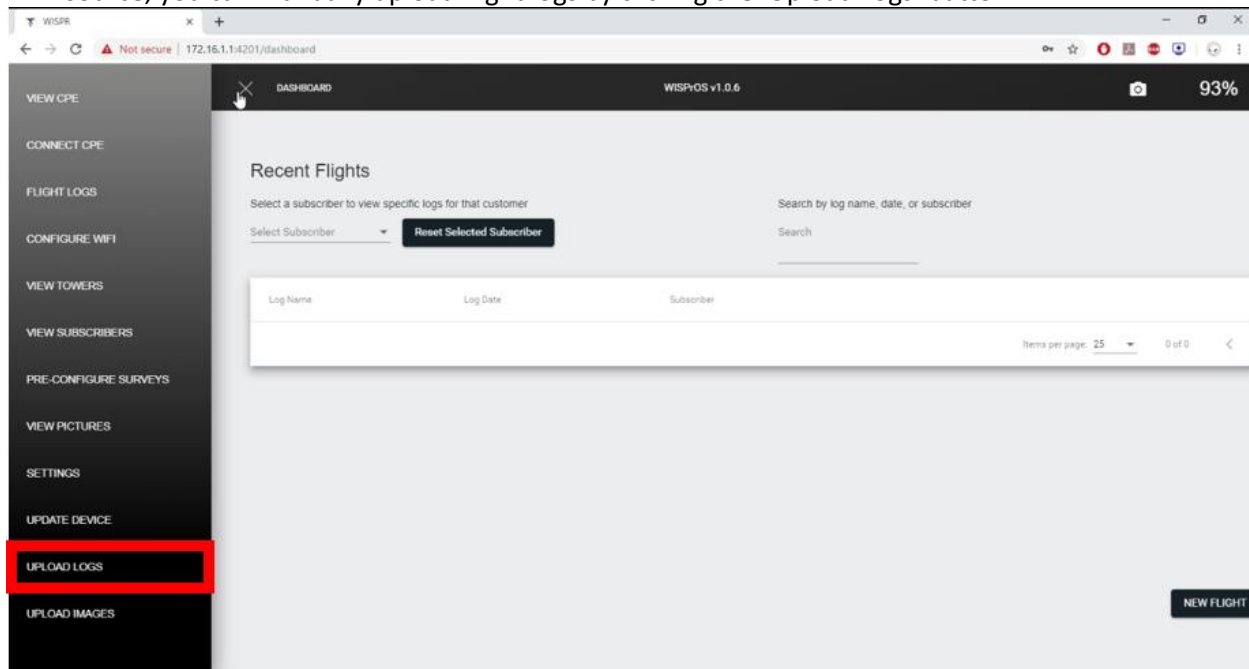 WISPR
Not secure | 172.16.1.1:4201/dashboard
DASHBOARD
WISPrOS v1.0.6
93%
VIEW CPE
CONNECT CPE
FLIGHT LOGS
CONFIGURE WIFI
VIEW TOWERS
VIEW SUBSCRIBERS
PRE-CONFIGURE SURVEYS
VIEW PICTURES
SETTINGS
UPDATE DEVICE
UPLOAD LOGS
UPLOAD IMAGES
Recent Flights
Select a subscriber to view specific logs for that customer
Search by log name, date, or subscriber
Select Subscriber
Reset Selected Subscriber
Search
Log Name Log Date Subscriber
Items per page: 25 0 of 0
NEW FLIGHT